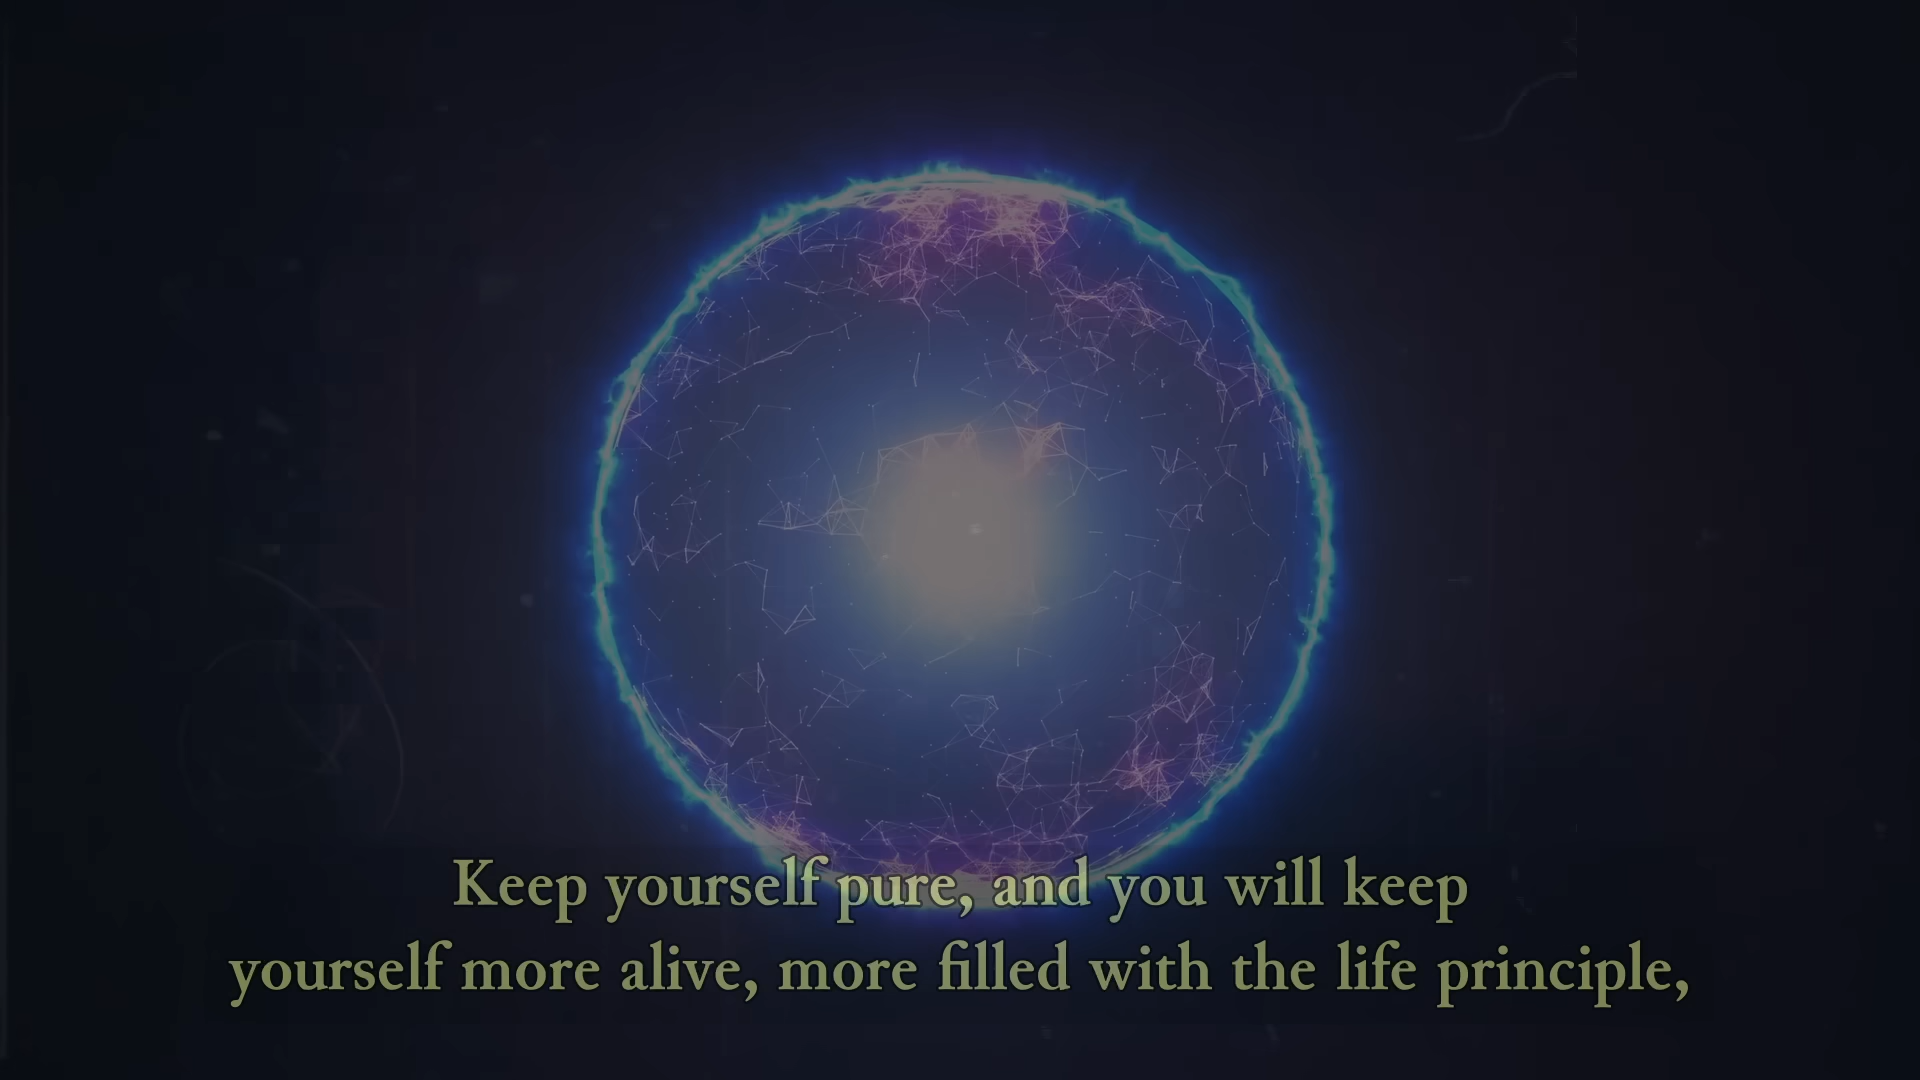 Keep yourself pure, and you will keep
yourself more alive, more filled with the life principle,